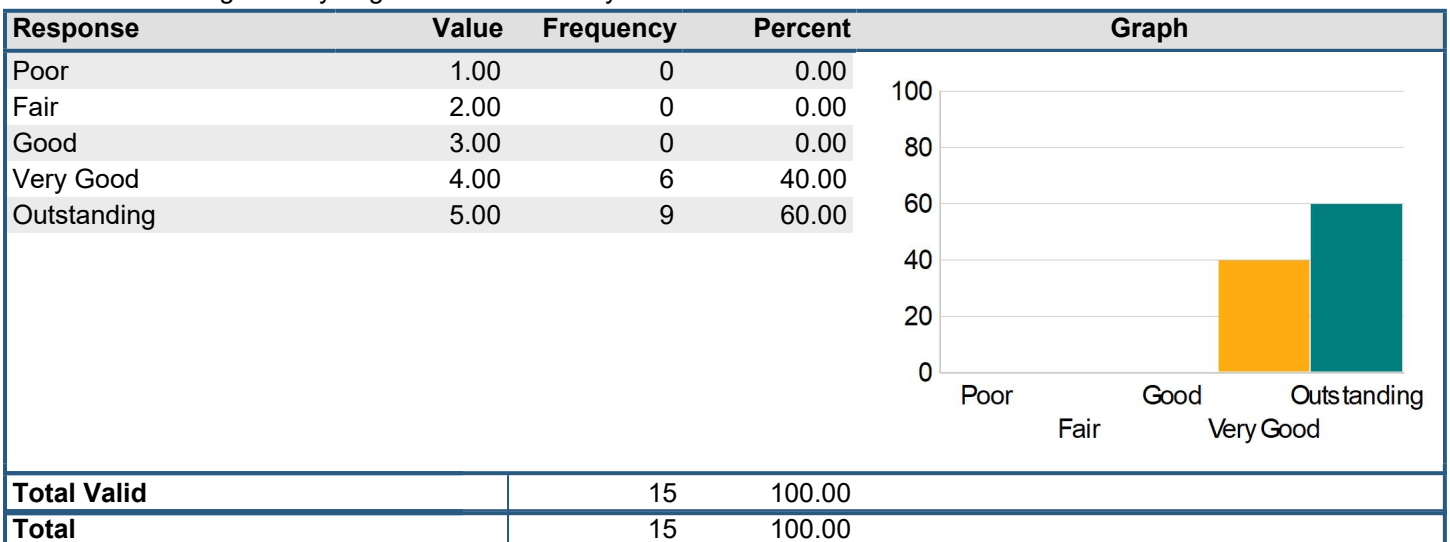 Response Value Frequency Percent Graph
Poor 1.00 0 0.00
Fair 2.00 0 0.00
Good 3.00 0 0.00
Very Good 4.00 6 40.00
Outstanding 5.00 9 60.00
100
80
60
40
20
0
Poor Good Outstanding
Fair Very Good
Total Valid 15 100.00
Total 15 100.00